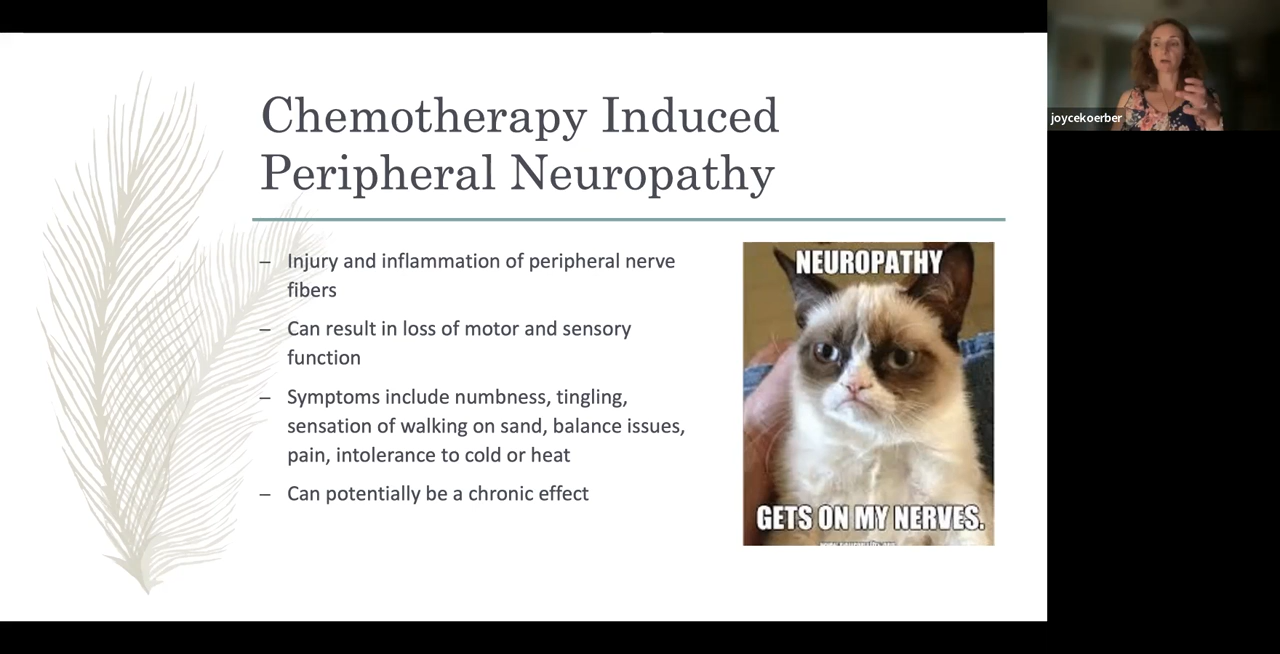 Chemotherapy Induced
Peripheral Neuropathy
– Injury and inflammation of peripheral nerve
fibers
– Can result in loss of motor and sensory
function
– Symptoms include numbness, tingling,
sensation of walking on sand, balance issues,
pain, intolerance to cold or heat
– Can potentially be a chronic effect
NEUROPATHY
GETS ON MY NERVES.
joycekoerber